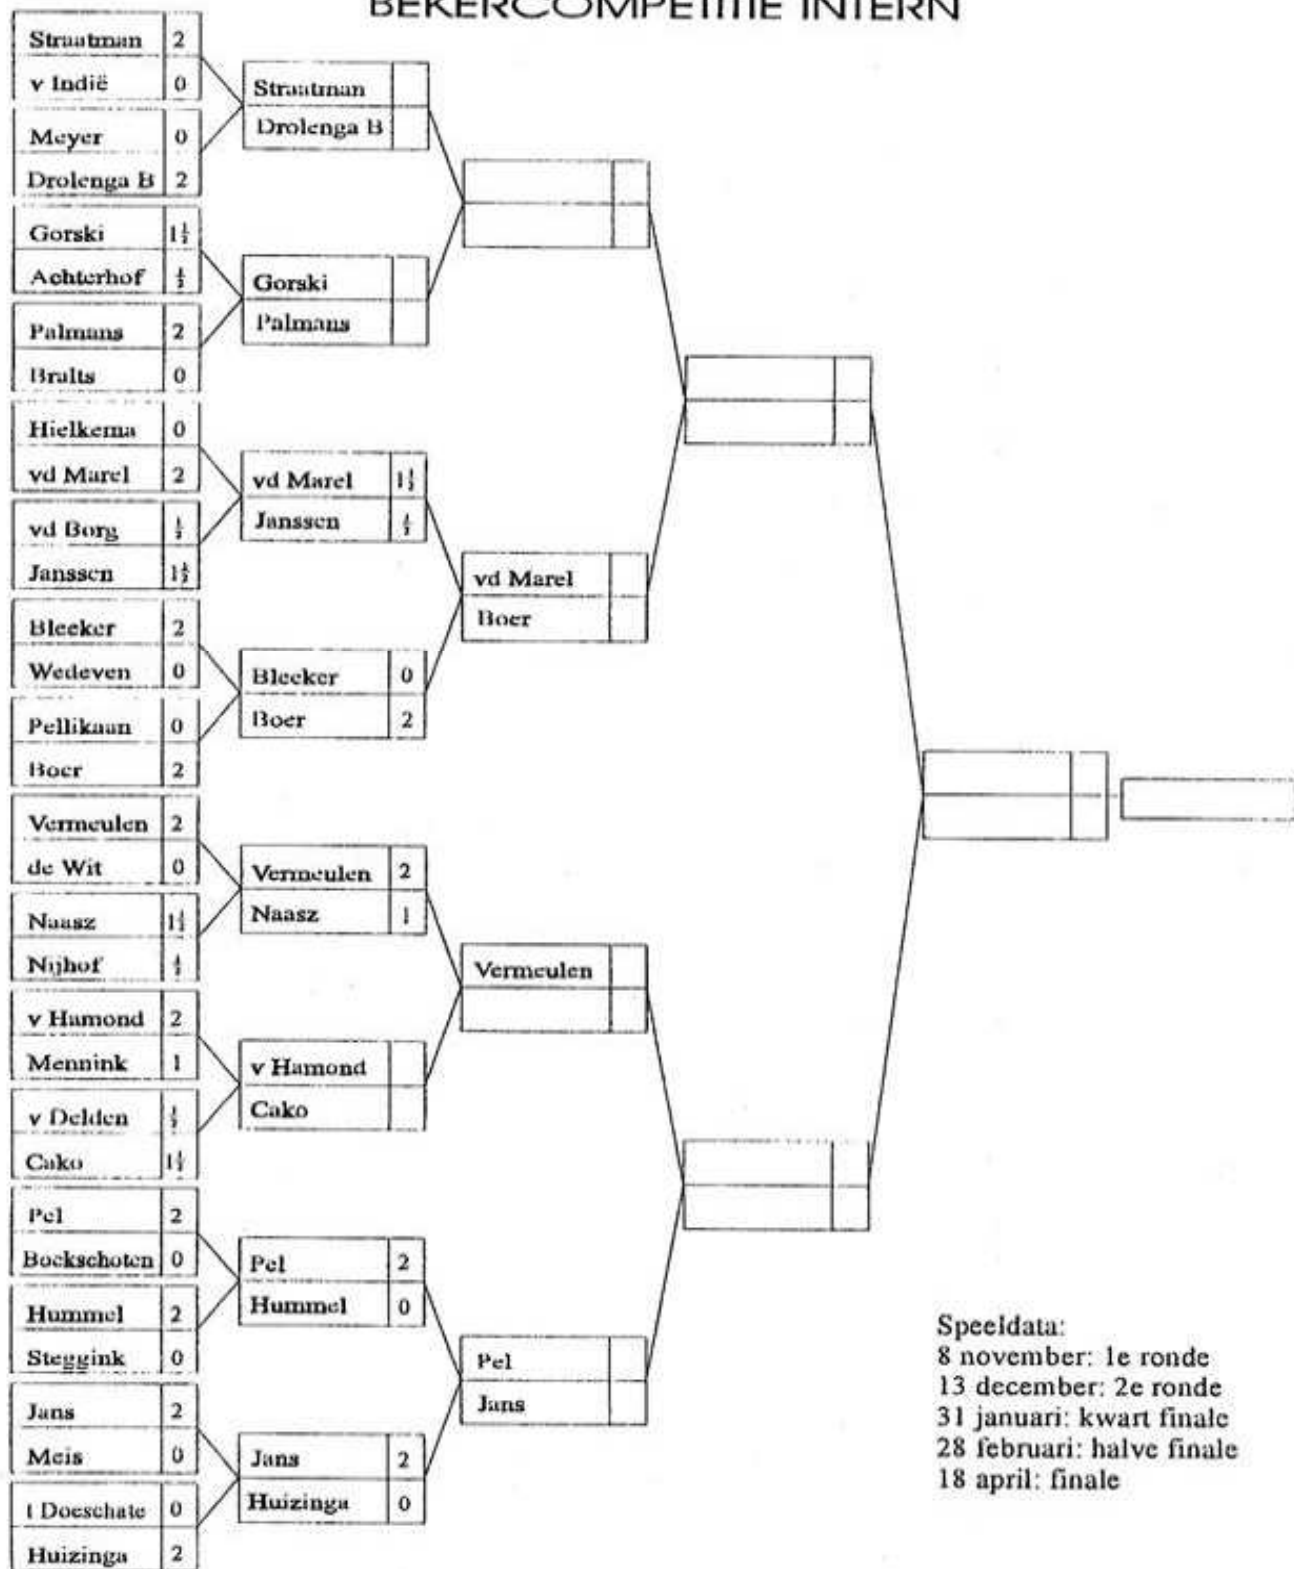 BEKERCOMPETITIE INTERN
Straatman 2
v Indië 0
Meyer 0
Drolenga B 2
Gorski 1½
Achterhof ½
Palmans 2
Bralts 0
Hielkema 0
vd Marel 2
vd Borg ½
Janssen 1½
Bleeker 2
Wedeven 0
Pellikaan 0
Boer 2
Vermeulen 2
de Wit 0
Naasz 1½
Nijhof ½
v Hamond 2
Mennink 1
v Delden ½
Cako 1½
Pel 2
Bockschoten 0
Hummel 2
Steggink 0
Jans 2
Meis 0
t Doeschate 0
Huizinga 2
Straatman
Drolenga B
Gorski
Palmans
vd Marel 1½
Janssen ½
Bleeker 0
Boer 2
Vermeulen 2
Naasz 1
v Hamond
Cako
Pel 2
Hummel 0
Jans 2
Huizinga 0
vd Marel
Boer
Vermeulen
Pel
Jans
Speeldata:
8 november: 1e ronde
13 december: 2e ronde
31 januari: kwart finale
28 februari: halve finale
18 april: finale